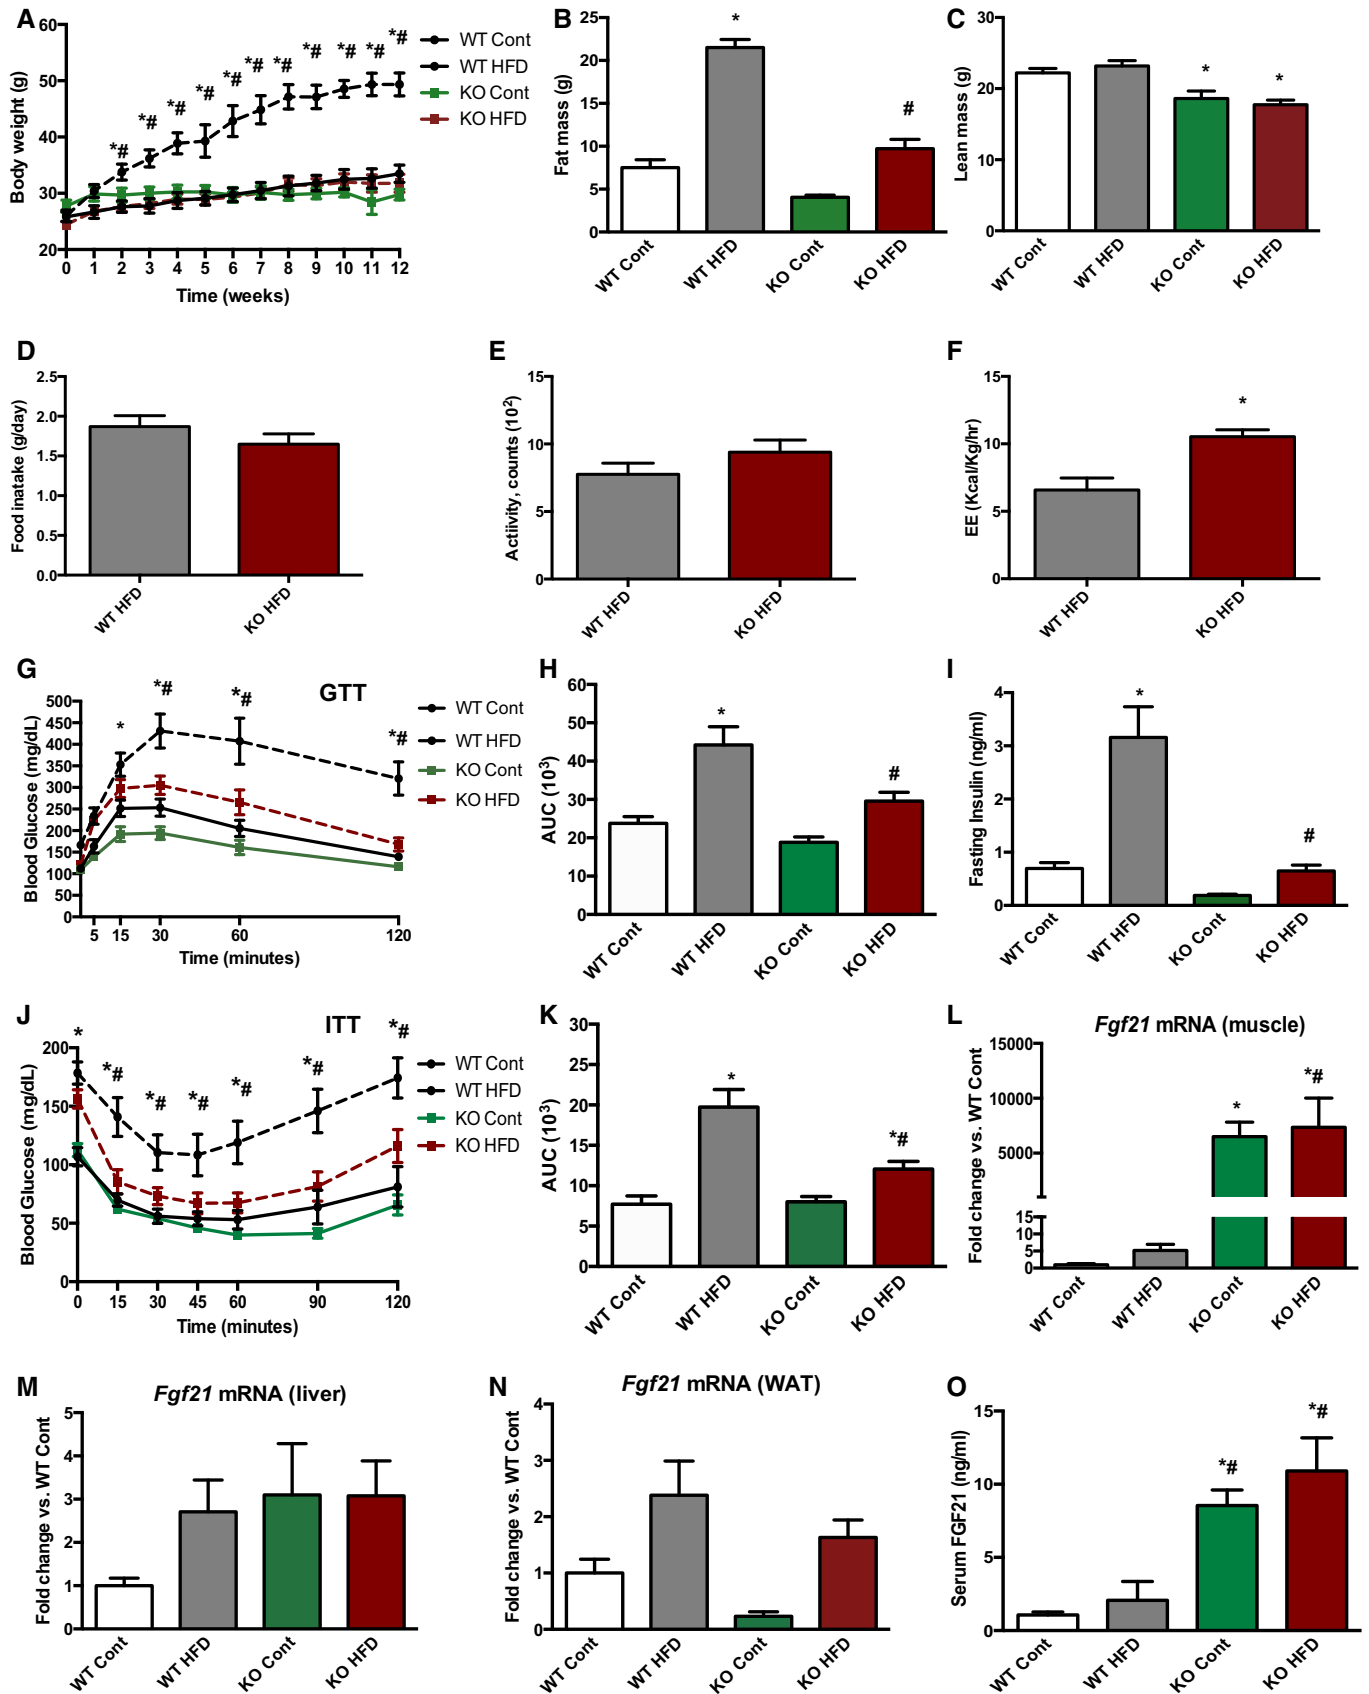 A
Body weight (g)
60
50
40
30
20
0 1 2 3 4 5 6 7 8 9 10 11 12
Time (weeks)
*# *# *# *# *# *# *# *# *# *# *#
WT Cont
WT HFD
KO Cont
KO HFD
B
Fat mass (g)
25
20
15
10
5
0
*
#
WT Cont WT HFD KO Cont KO HFD
C
Lean mass (g)
30
20
10
0
* *
WT Cont WT HFD KO Cont KO HFD
D
Food inatake (g/day)
2.5
2.0
1.5
1.0
0.5
0.0
WT HFD KO HFD
E
Actiivity, counts (10²)
15
10
5
0
WT HFD KO HFD
F
EE (Kcal/Kg/hr)
15
10
5
0
*
WT HFD KO HFD
G
GTT
Blood Glucose (mg/dL)
500
450
400
350
300
250
200
150
100
50
0
5 15 30 60 120
Time (minutes)
* *# *# *#
WT Cont
WT HFD
KO Cont
KO HFD
H
AUC (10³)
60
50
40
30
20
10
0
*
#
WT Cont WT HFD KO Cont KO HFD
I
Fasting Insulin (ng/ml)
4
3
2
1
0
*
#
WT Cont WT HFD KO Cont KO HFD
J
ITT
Blood Glucose (mg/dL)
200
150
100
50
0
0 15 30 45 60 90 120
Time (minutes)
* *# *# *# *# *# *#
WT Cont
WT HFD
KO Cont
KO HFD
K
AUC (10³)
30
25
20
15
10
5
0
*
*#
WT Cont WT HFD KO Cont KO HFD
L
Fgf21 mRNA (muscle)
Fold change vs. WT Cont
15000
10000
5000
15
10
5
0
*
*#
WT Cont WT HFD KO Cont KO HFD
M
Fgf21 mRNA (liver)
Fold change vs. WT Cont
5
4
3
2
1
0
WT Cont WT HFD KO Cont KO HFD
N
Fgf21 mRNA (WAT)
Fold change vs. WT Cont
4
3
2
1
0
WT Cont WT HFD KO Cont KO HFD
O
Serum FGF21 (ng/ml)
15
10
5
0
*#
*#
WT Cont WT HFD KO Cont KO HFD